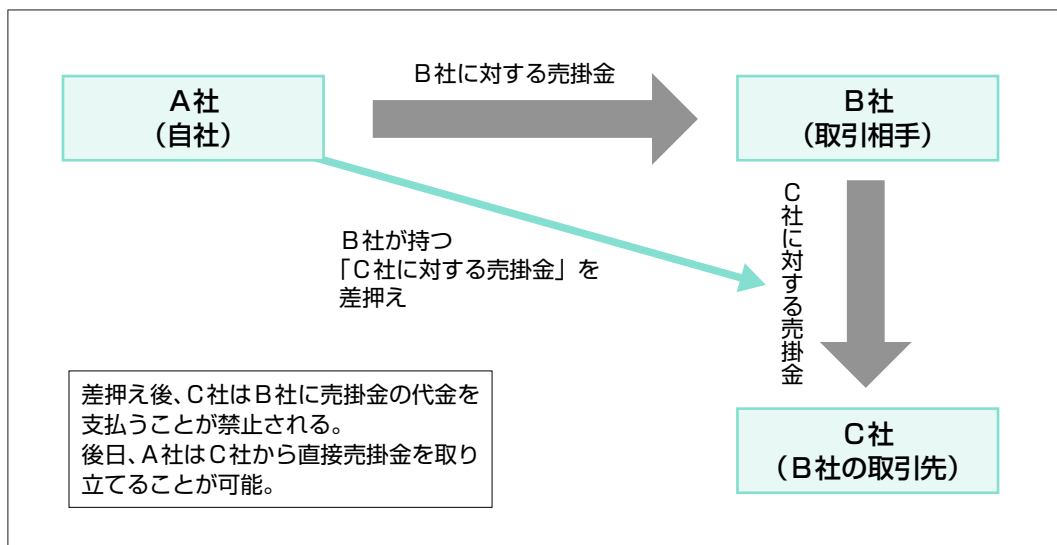 B社に対する売掛金
A社
（自社）
B社
（取引相手）
C社に対する売掛金
B社が持つ
「C社に対する売掛金」を
差押え
差押え後、C社はB社に売掛金の代金を
支払うことが禁止される。
後日、A社はC社から直接売掛金を取り
立てることが可能。
C社
（B社の取引先）